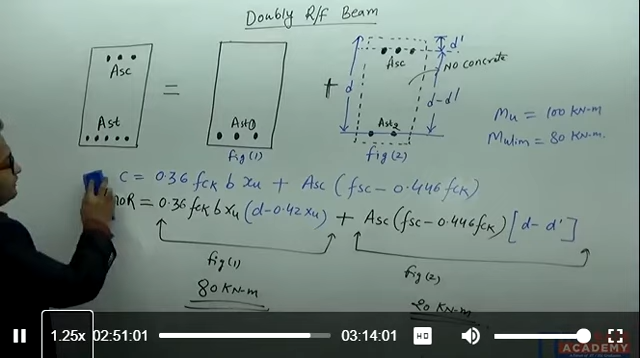 Doubly R/f Beam
Asc
Ast
=
Ast1
fig(1)
+
Asc
d'
No concrete
d
d-d'
Ast2
fig(2)
Mu = 100 KN-m
Mulim = 80 KN-m.
C = 0.36 fck b xu + Asc (fsc - 0.446 fck)
MOR = 0.36 fck b xu (d-0.42xu) + Asc (fsc - 0.446 fck) [d-d']
fig(1)
80 KN-m
fig(2)
20 KN-m
1.25x 02:51:01 03:14:01 HD
ACADEMY